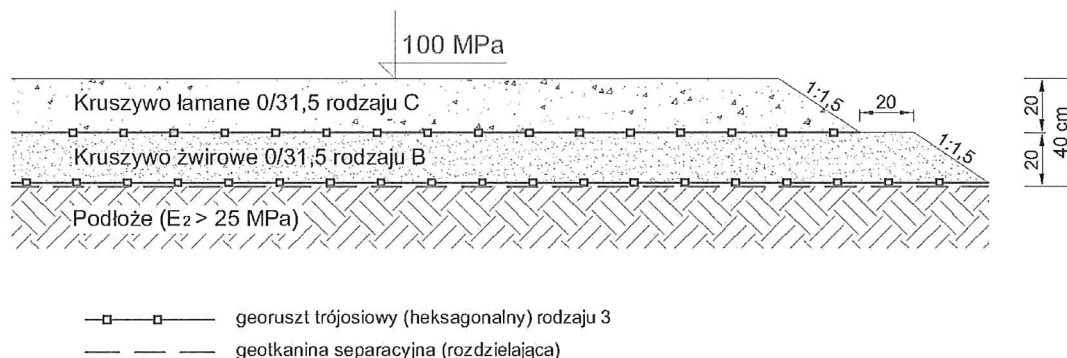 100 MPa
Kruszywo łamane 0/31,5 rodzaju C
1:1,5
20
20
Kruszywo żwirowe 0/31,5 rodzaju B
1:1,5
20
40 cm
Podłoże (E2 > 25 MPa)
georuszt trójosiowy (heksagonalny) rodzaju 3
geotkanina separacyjna (rozdzielająca)